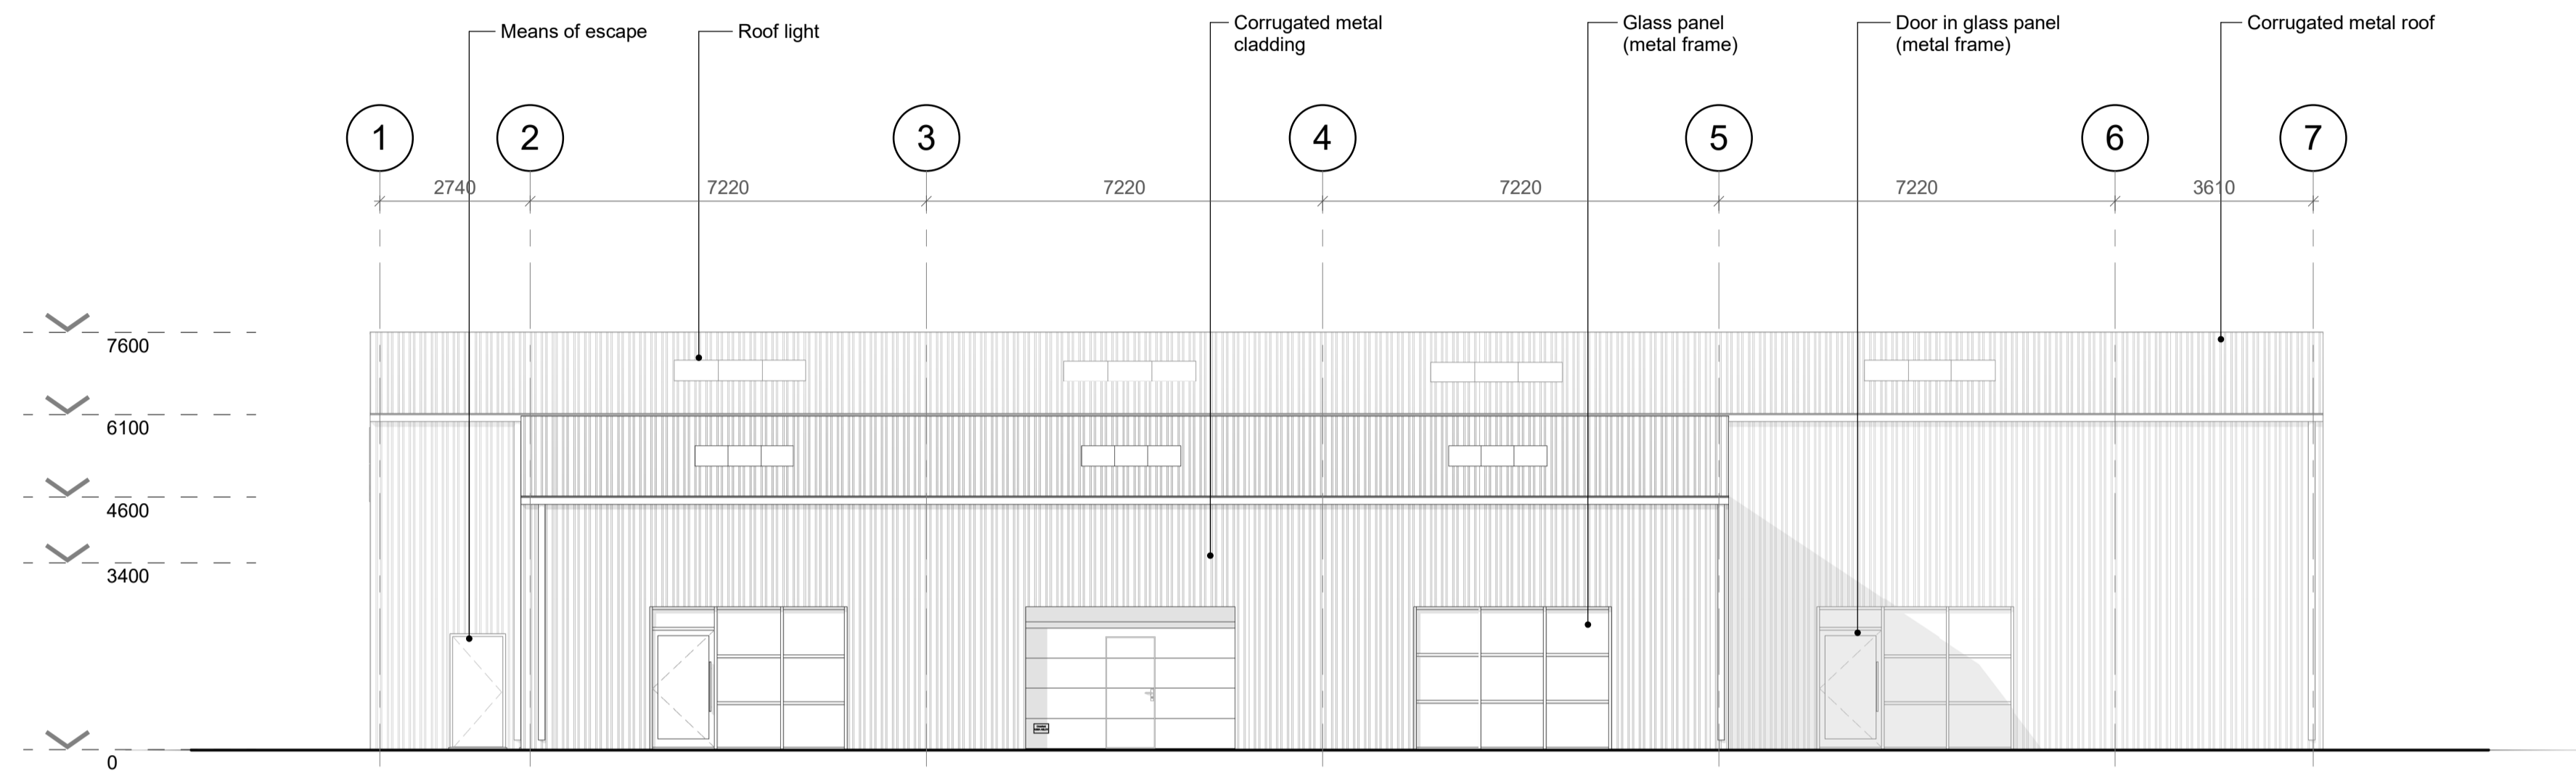 Means of escape
Roof light
Corrugated metal
cladding
Glass panel
(metal frame)
Door in glass panel
(metal frame)
Corrugated metal roof
1
2
3
4
5
6
7
2740
7220
7220
7220
7220
3610
7600
6100
4600
3400
0